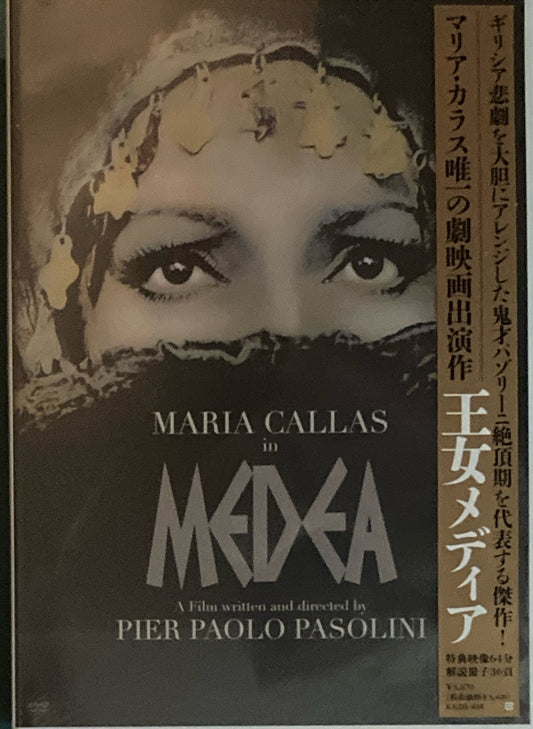 MARIA CALLAS
in
MEDEA
A Film written and directed by
PIER PAOLO PASOLINI
ギリシア悲劇を大胆にアレンジした鬼才パゾリーニ絶頂期を代表する傑作!
マリア・カラス唯一の劇映画出演作
王女メディア
特典映像64分
解説冊子36頁